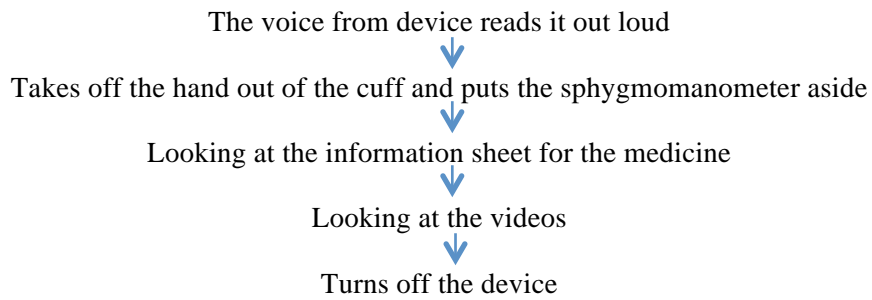 The voice from device reads it out loud
Takes off the hand out of the cuff and puts the sphygmomanometer aside
Looking at the information sheet for the medicine
Looking at the videos
Turns off the device